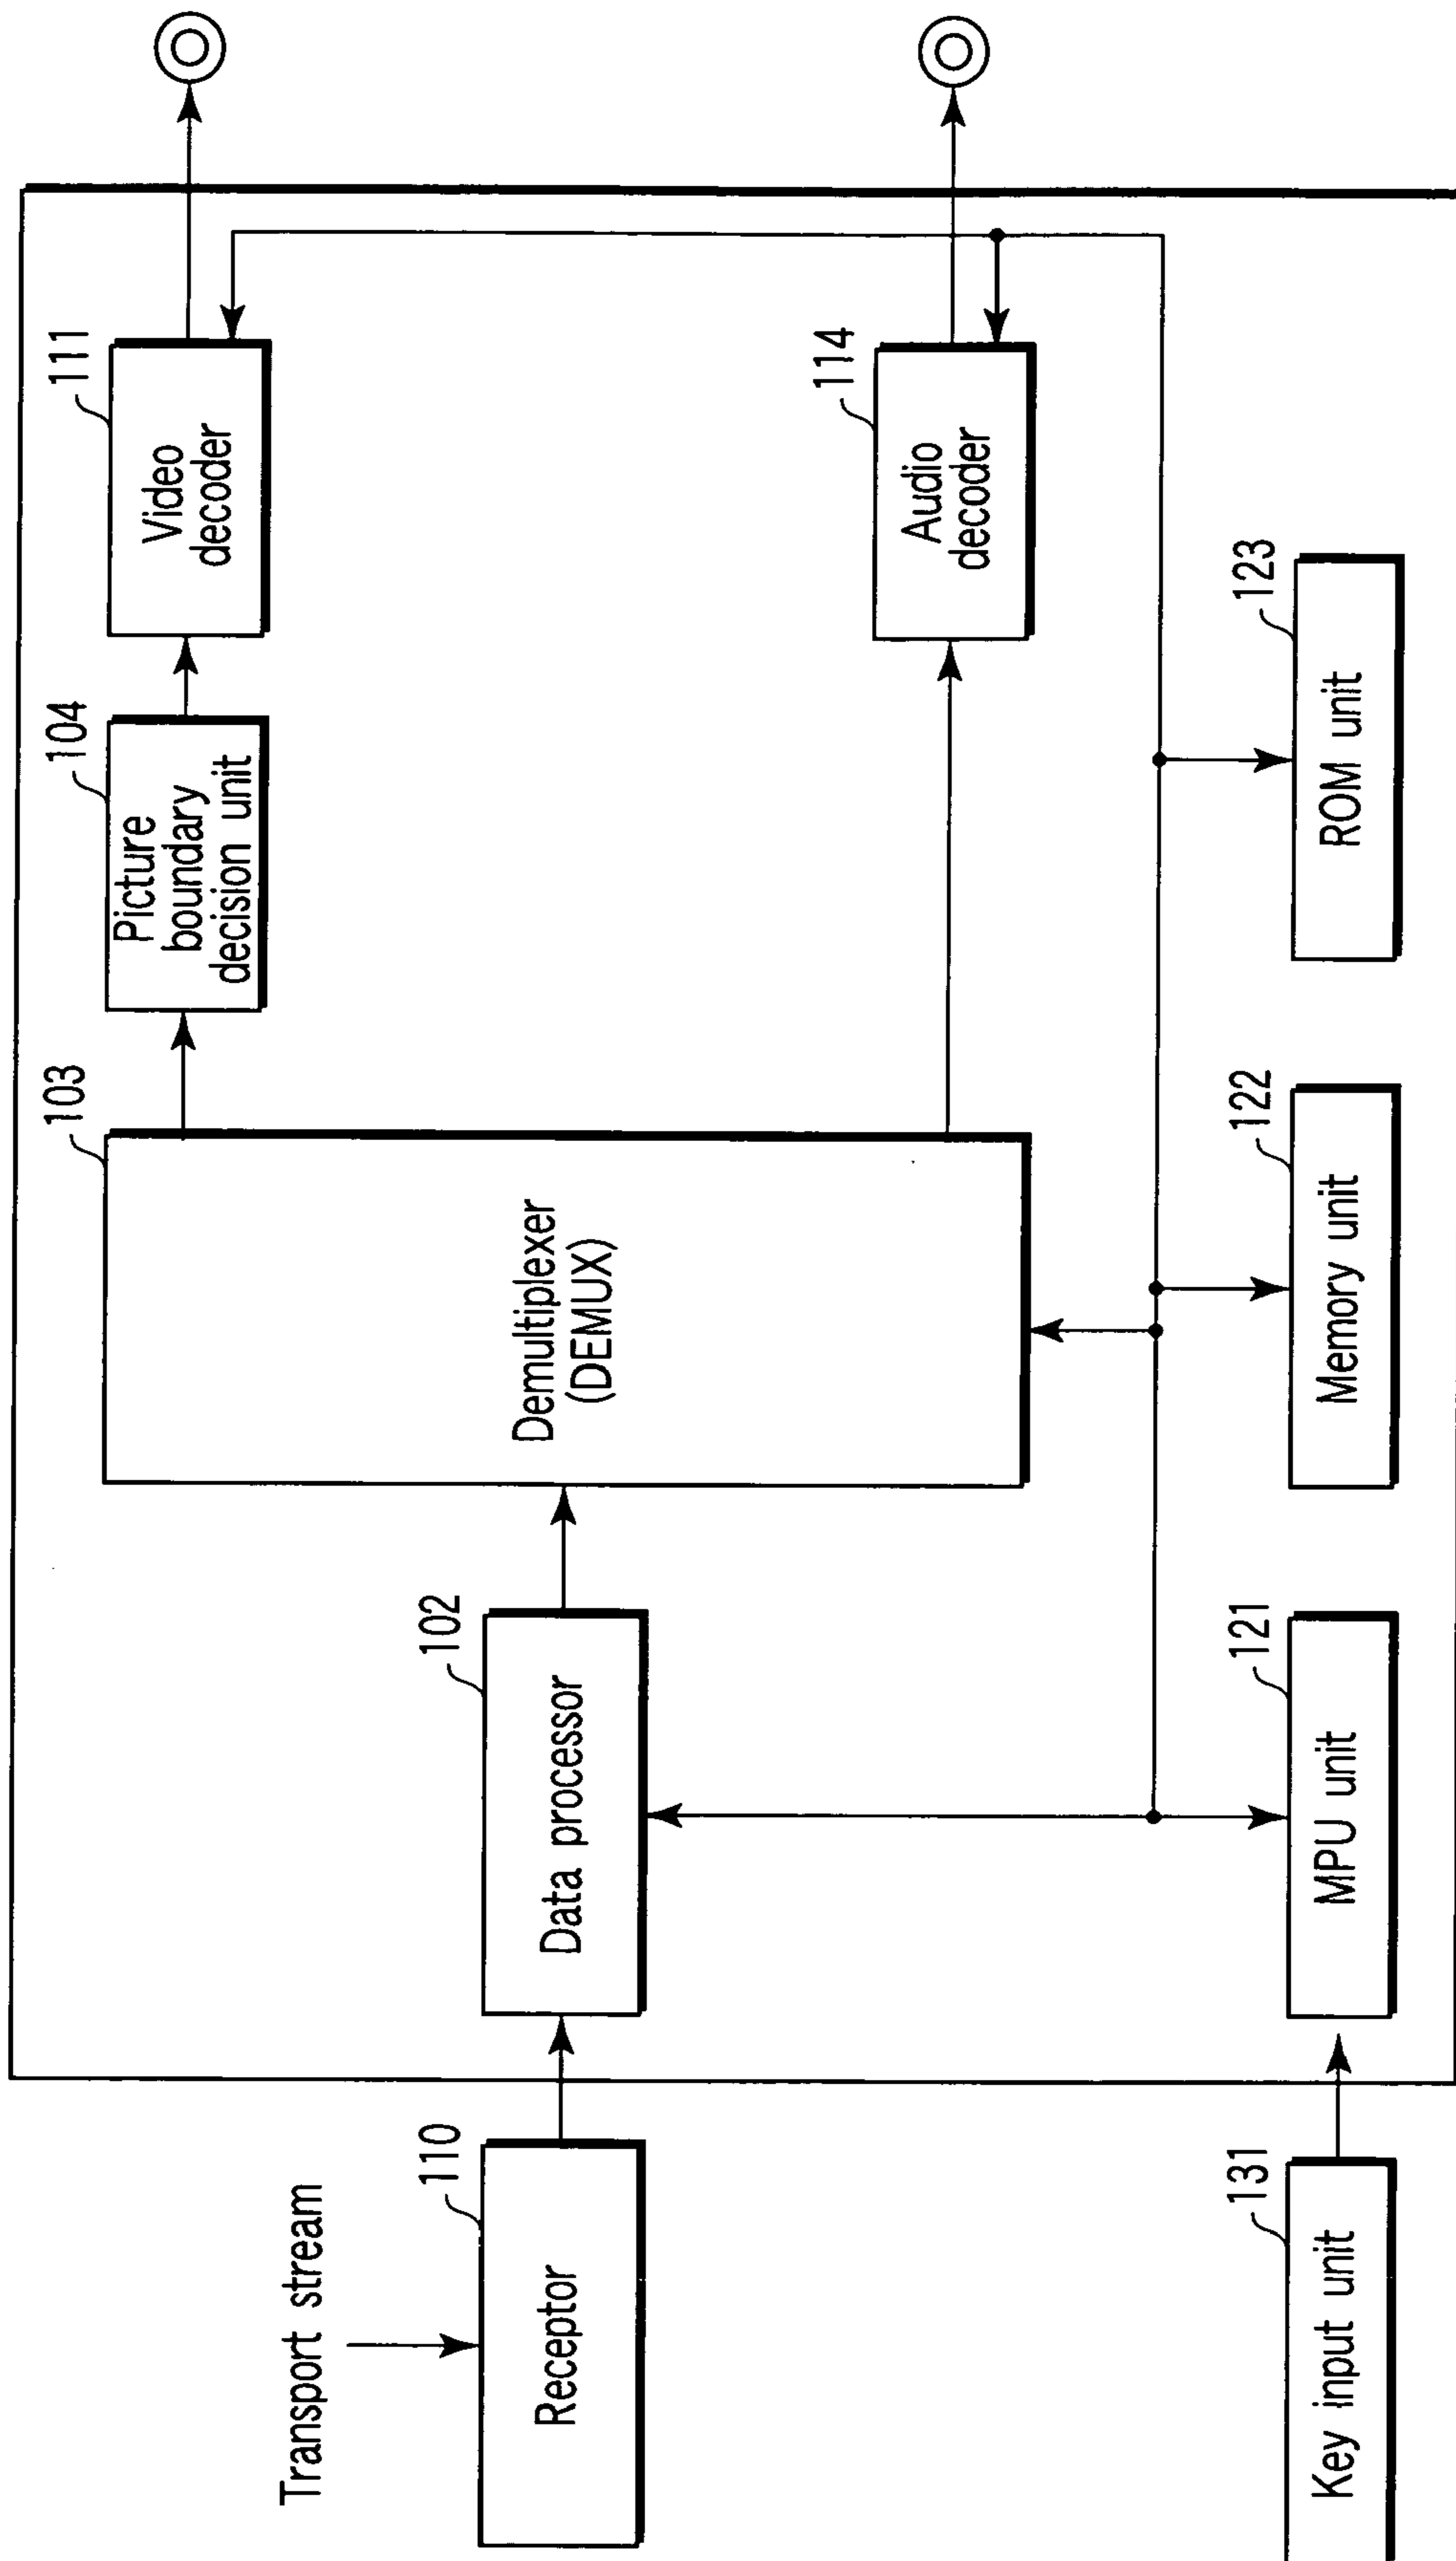 Transport stream
110
Receptor
102
Data processor
103
Demultiplexer
(DEMUX)
104
Picture
boundary
decision unit
111
Video
decoder
114
Audio
decoder
131
Key input unit
121
MPU unit
122
Memory unit
123
ROM unit